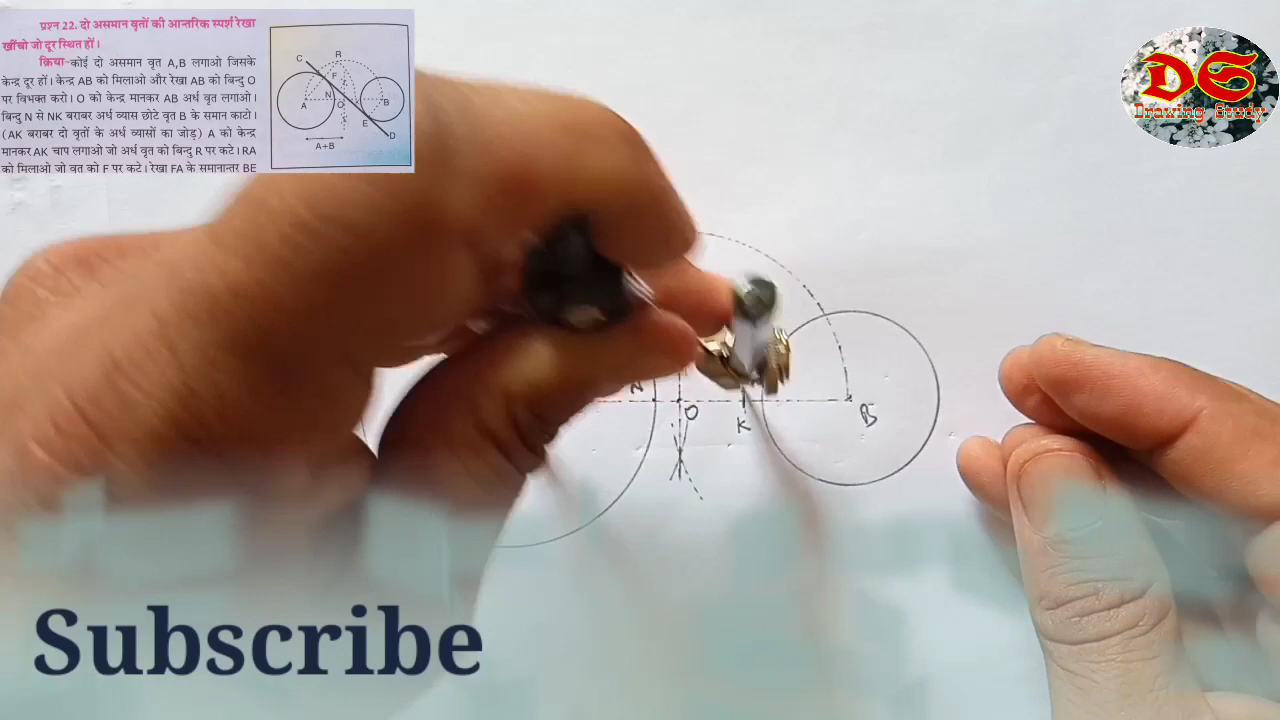 प्रश्न 22. दो असमान वृतों की आन्तरिक स्पर्श रेखा
खींचो जो दूर स्थित हों।
क्रिया–कोई दो असमान वृत A,B लगाओ जिसके
केन्द्र दूर हों। केन्द्र AB को मिलाओ और रेखा AB को बिन्दु O
पर विभक्त करो। O को केन्द्र मानकर AB अर्ध वृत लगाओ।
बिन्दु N से NK बराबर अर्ध व्यास छोटे वृत B के समान काटो।
(AK बराबर दो वृतों के अर्ध व्यासों का जोड़) A को केन्द्र
मानकर AK चाप लगाओ जो अर्ध वृत को बिन्दु R पर कटे। RA
को मिलाओ जो वृत को F पर कटे। रेखा FA के समानान्तर BE
R
C
F
A
N
O
B
E
D
A+B
DS
Drawing Study
N
O
K
B
Subscribe